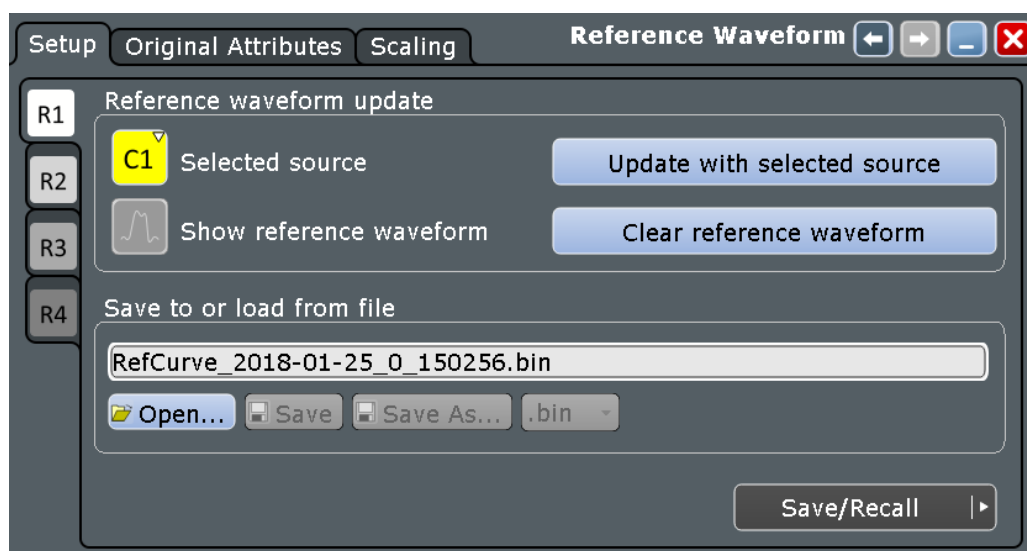 Setup Original Attributes Scaling Reference Waveform
R1 Reference waveform update
C1 Selected source Update with selected source
R2
Show reference waveform Clear reference waveform
R3
R4 Save to or load from file
RefCurve_2018-01-25_0_150256.bin
Open... Save Save As... .bin
Save/Recall